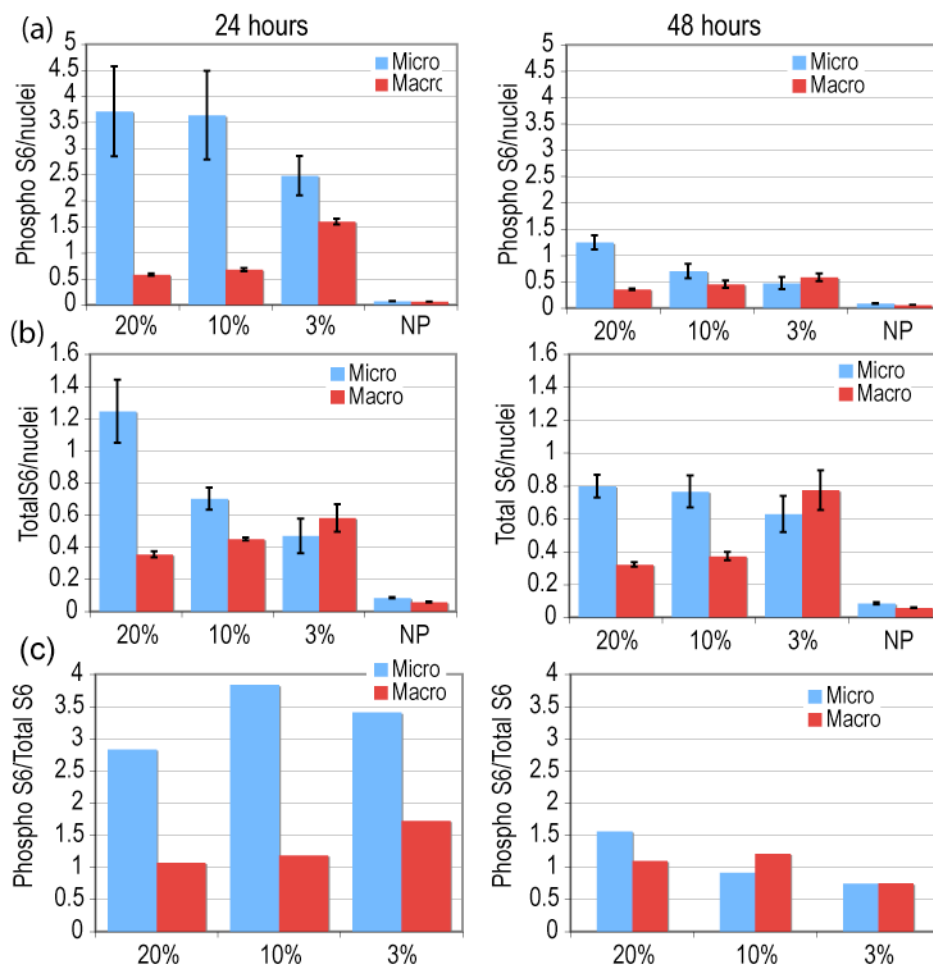 (a)
24 hours
48 hours
Phospho S6/nuclei
5
4.5
4
3.5
3
2.5
2
1.5
1
0.5
0
Micro
Macro
20% 10% 3% NP
Phospho S6/nuclei
5
4.5
4
3.5
3
2.5
2
1.5
1
0.5
0
Micro
Macro
20% 10% 3% NP
(b)
TotalS6/nuclei
1.6
1.4
1.2
1
0.8
0.6
0.4
0.2
0
Micro
Macro
20% 10% 3% NP
Total S6/nuclei
1.6
1.4
1.2
1
0.8
0.6
0.4
0.2
0
Micro
Macro
20% 10% 3% NP
(c)
Phospho S6/Total S6
4
3.5
3
2.5
2
1.5
1
0.5
0
Micro
Macro
20% 10% 3%
Phospho S6/Total S6
4
3.5
3
2.5
2
1.5
1
0.5
0
Micro
Macro
20% 10% 3%